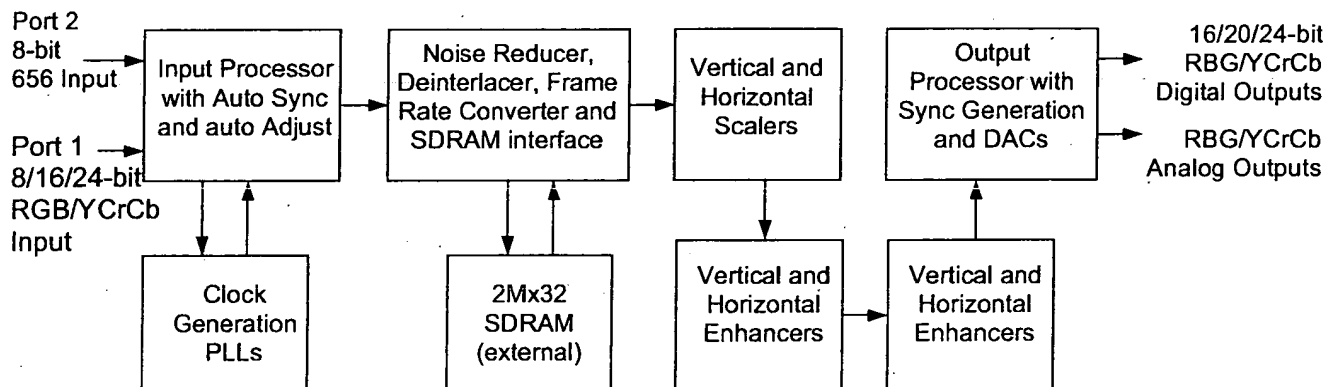 Port 2
8-bit
656 Input
Port 1
8/16/24-bit
RGB/YCrCb
Input
Input Processor
with Auto Sync
and auto Adjust
Clock
Generation
PLLs
Noise Reducer,
Deinterlacer, Frame
Rate Converter and
SDRAM interface
2Mx32
SDRAM
(external)
Vertical and
Horizontal
Scalers
Vertical and
Horizontal
Enhancers
Vertical and
Horizontal
Enhancers
Output
Processor with
Sync Generation
and DACs
16/20/24-bit
RBG/YCrCb
Digital Outputs
RBG/YCrCb
Analog Outputs